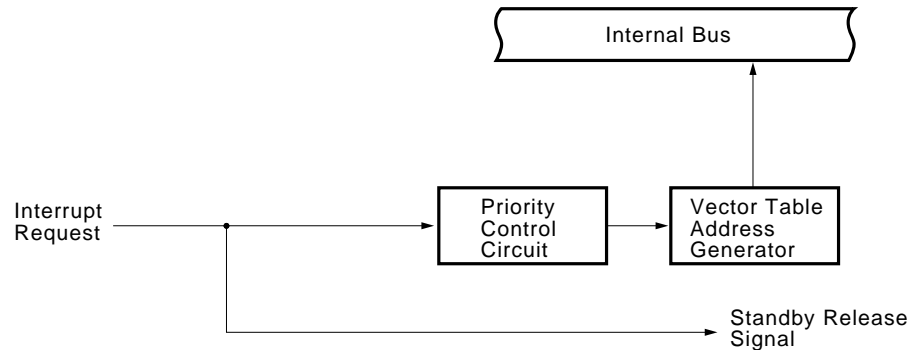 Internal Bus
Interrupt
Request
Priority
Control
Circuit
Vector Table
Address
Generator
Standby Release
Signal